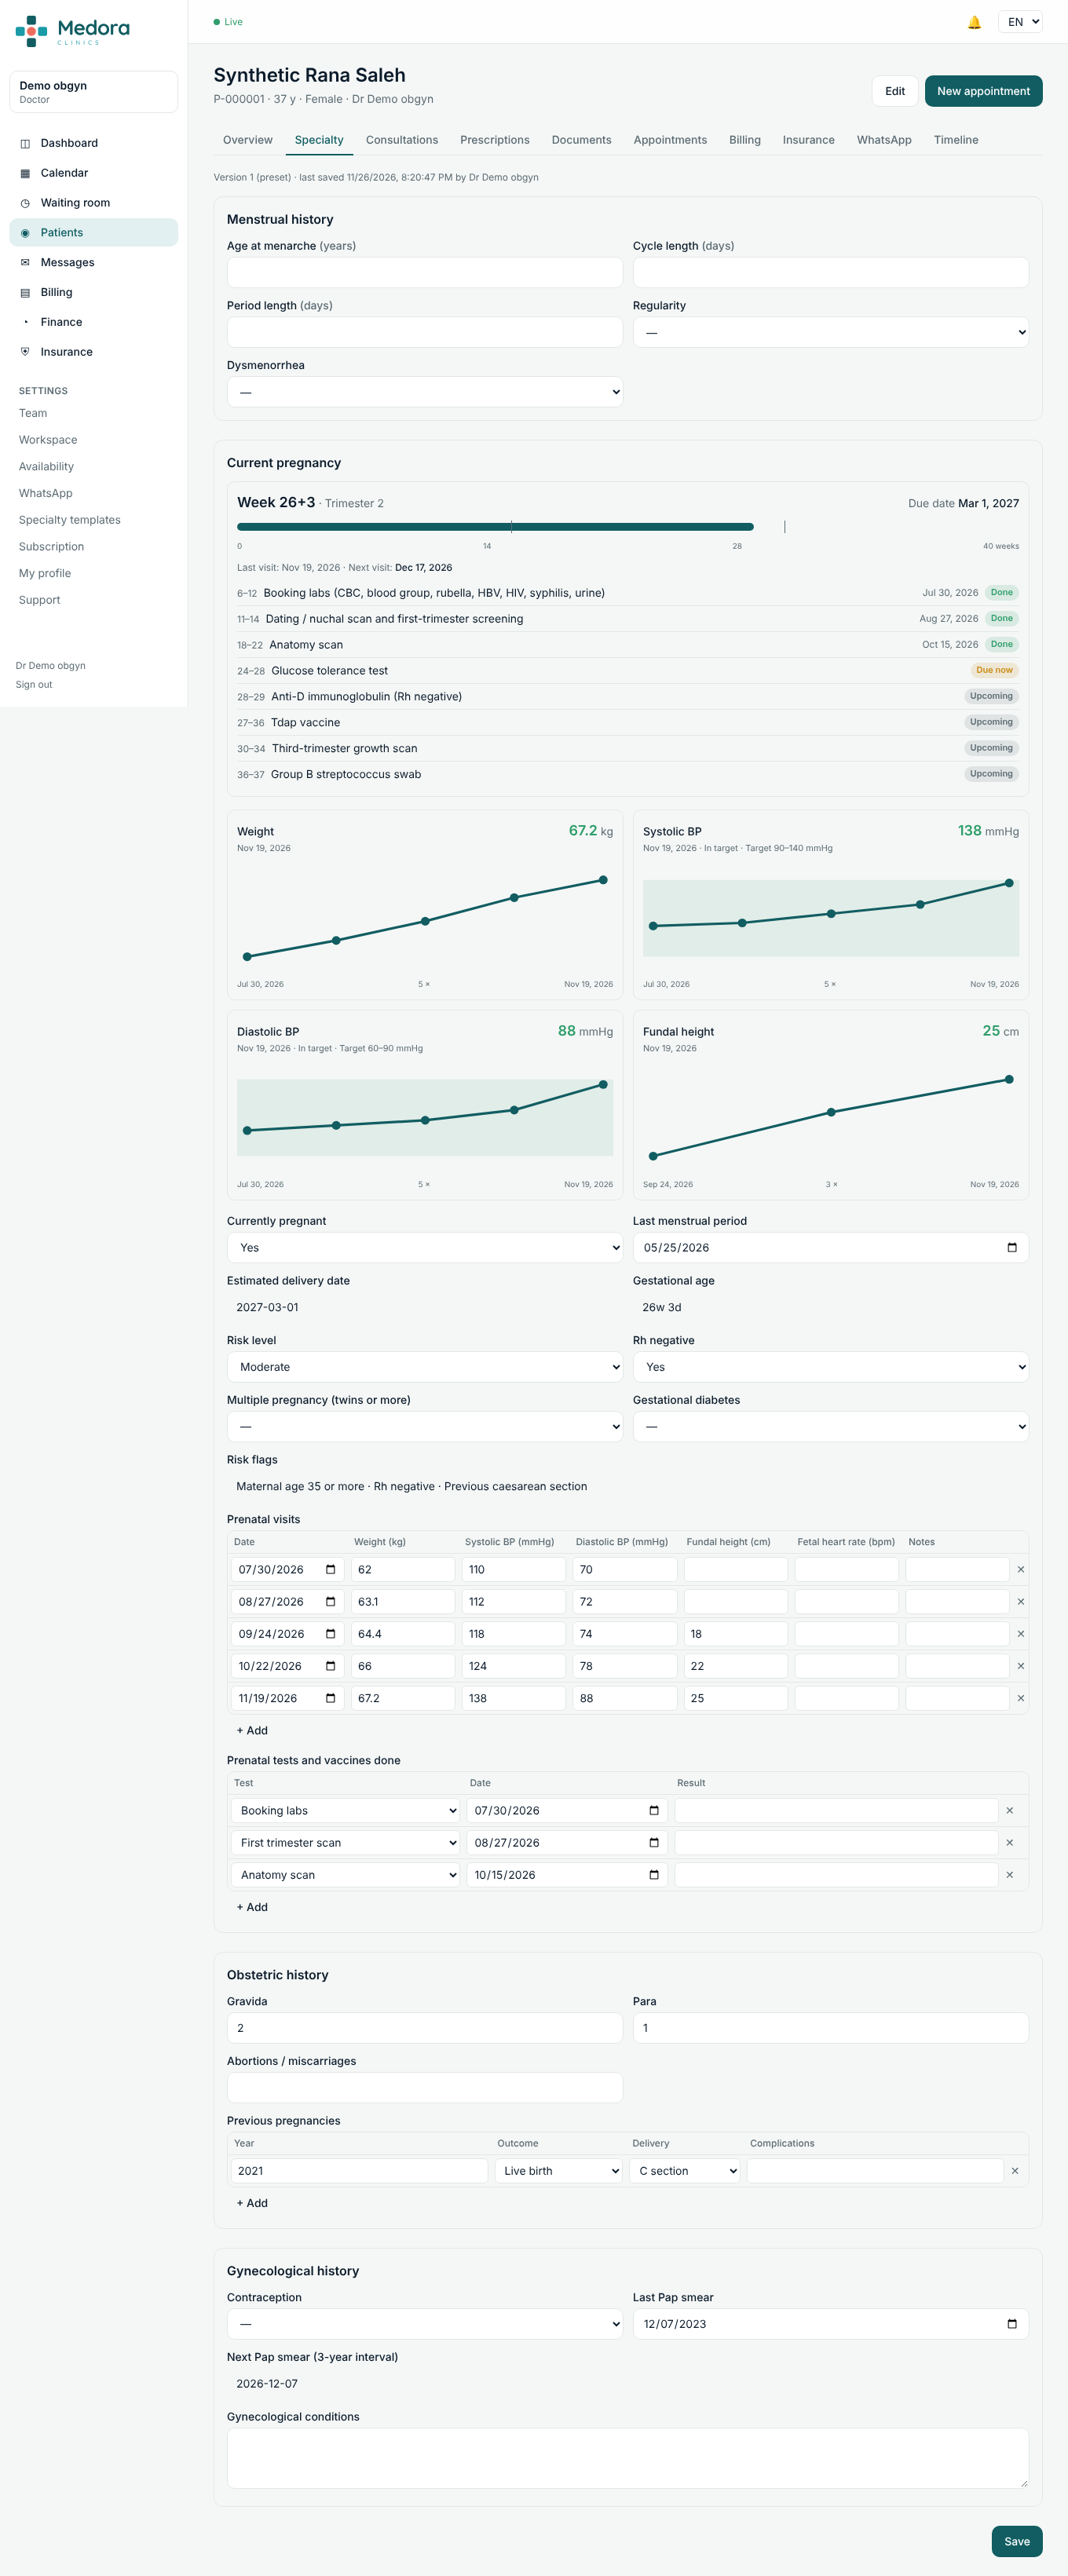 Medora
CLINICS
Demo obgyn
Doctor
Dashboard
Calendar
Waiting room
Patients
Messages
Billing
Finance
Insurance
SETTINGS
Team
Workspace
Availability
WhatsApp
Specialty templates
Subscription
My profile
Support
Dr Demo obgyn
Sign out
Live
EN
Synthetic Rana Saleh
P-000001 · 37 y · Female · Dr Demo obgyn
Edit
New appointment
Overview Specialty Consultations Prescriptions Documents Appointments Billing Insurance WhatsApp Timeline
Version 1 (preset) · last saved 11/26/2026, 8:20:47 PM by Dr Demo obgyn
Menstrual history
Age at menarche (years) Cycle length (days)
Period length (days) Regularity
—
Dysmenorrhea
—
Current pregnancy
Week 26+3 · Trimester 2 Due date Mar 1, 2027
0 14 28 40 weeks
Last visit: Nov 19, 2026 · Next visit: Dec 17, 2026
6–12 Booking labs (CBC, blood group, rubella, HBV, HIV, syphilis, urine) Jul 30, 2026 Done
11–14 Dating / nuchal scan and first-trimester screening Aug 27, 2026 Done
18–22 Anatomy scan Oct 15, 2026 Done
24–28 Glucose tolerance test Due now
28–29 Anti-D immunoglobulin (Rh negative) Upcoming
27–36 Tdap vaccine Upcoming
30–34 Third-trimester growth scan Upcoming
36–37 Group B streptococcus swab Upcoming
Weight 67.2 kg
Nov 19, 2026
Jul 30, 2026 5 × Nov 19, 2026
Systolic BP 138 mmHg
Nov 19, 2026 · In target · Target 90–140 mmHg
Jul 30, 2026 5 × Nov 19, 2026
Diastolic BP 88 mmHg
Nov 19, 2026 · In target · Target 60–90 mmHg
Jul 30, 2026 5 × Nov 19, 2026
Fundal height 25 cm
Nov 19, 2026
Sep 24, 2026 3 × Nov 19, 2026
Currently pregnant Last menstrual period
Yes 05/25/2026
Estimated delivery date Gestational age
2027-03-01 26w 3d
Risk level Rh negative
Moderate Yes
Multiple pregnancy (twins or more) Gestational diabetes
— —
Risk flags
Maternal age 35 or more · Rh negative · Previous caesarean section
Prenatal visits
Date Weight (kg) Systolic BP (mmHg) Diastolic BP (mmHg) Fundal height (cm) Fetal heart rate (bpm) Notes
07/30/2026 62 110 70 ×
08/27/2026 63.1 112 72 ×
09/24/2026 64.4 118 74 18 ×
10/22/2026 66 124 78 22 ×
11/19/2026 67.2 138 88 25 ×
+ Add
Prenatal tests and vaccines done
Test Date Result
Booking labs 07/30/2026 ×
First trimester scan 08/27/2026 ×
Anatomy scan 10/15/2026 ×
+ Add
Obstetric history
Gravida Para
2 1
Abortions / miscarriages
Previous pregnancies
Year Outcome Delivery Complications
2021 Live birth C section ×
+ Add
Gynecological history
Contraception Last Pap smear
— 12/07/2023
Next Pap smear (3-year interval)
2026-12-07
Gynecological conditions
Save